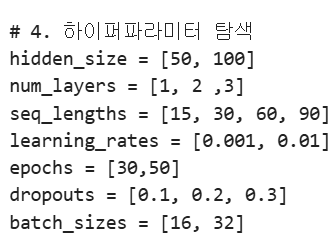 # 4. 하이퍼파라미터 탐색
hidden_size = [50, 100]
num_layers = [1, 2 ,3]
seq_lengths = [15, 30, 60, 90]
learning_rates = [0.001, 0.01]
epochs = [30,50]
dropouts = [0.1, 0.2, 0.3]
batch_sizes = [16, 32]